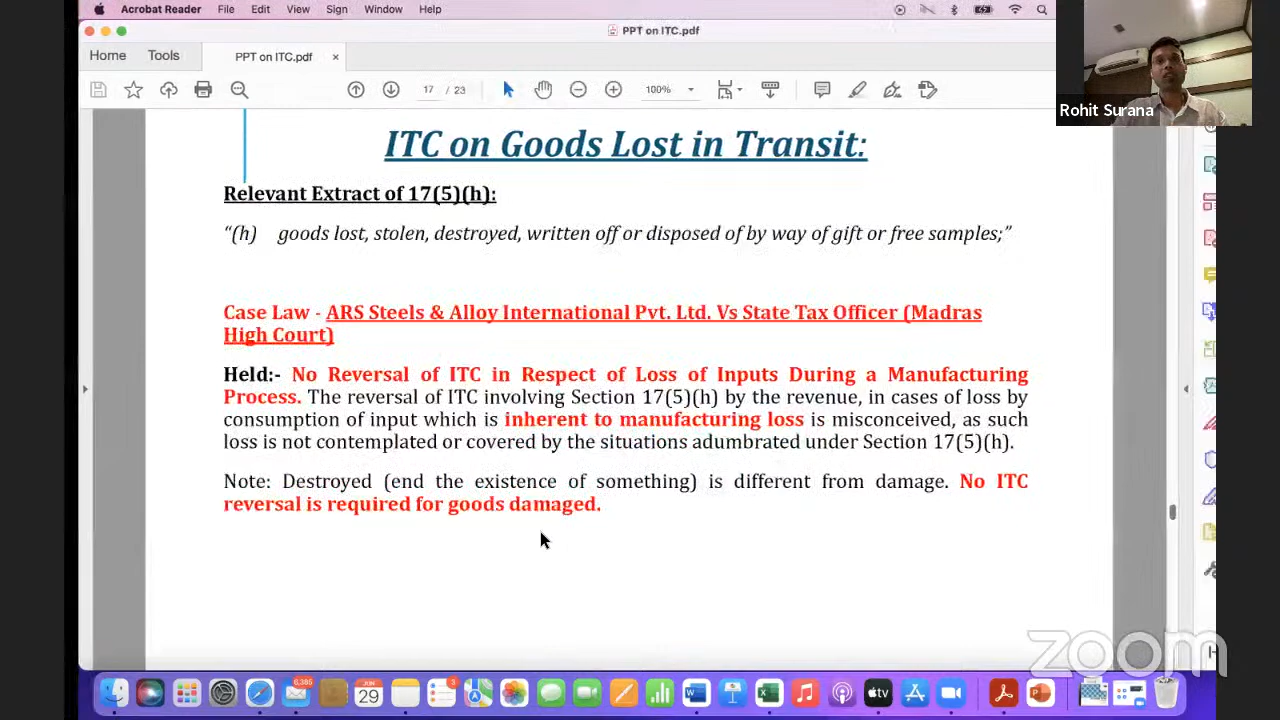 Acrobat Reader File Edit View Sign Window Help
PPT on ITC.pdf
Home Tools PPT on ITC.pdf ×
17 / 23 100%
Rohit Surana
ITC on Goods Lost in Transit:
Relevant Extract of 17(5)(h):
“(h) goods lost, stolen, destroyed, written off or disposed of by way of gift or free samples;”
Case Law - ARS Steels & Alloy International Pvt. Ltd. Vs State Tax Officer (Madras
High Court)
Held:- No Reversal of ITC in Respect of Loss of Inputs During a Manufacturing
Process. The reversal of ITC involving Section 17(5)(h) by the revenue, in cases of loss by
consumption of input which is inherent to manufacturing loss is misconceived, as such
loss is not contemplated or covered by the situations adumbrated under Section 17(5)(h).
Note: Destroyed (end the existence of something) is different from damage. No ITC
reversal is required for goods damaged.
zoom
6,385
JUN
29
3
tv